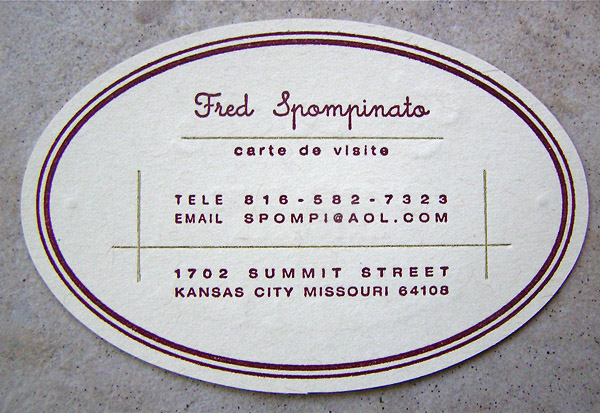 Fred Spompinato
carte de visite
TELE 816-582-7323
EMAIL SPOMPI@AOL.COM
1702 SUMMIT STREET
KANSAS CITY MISSOURI 64108